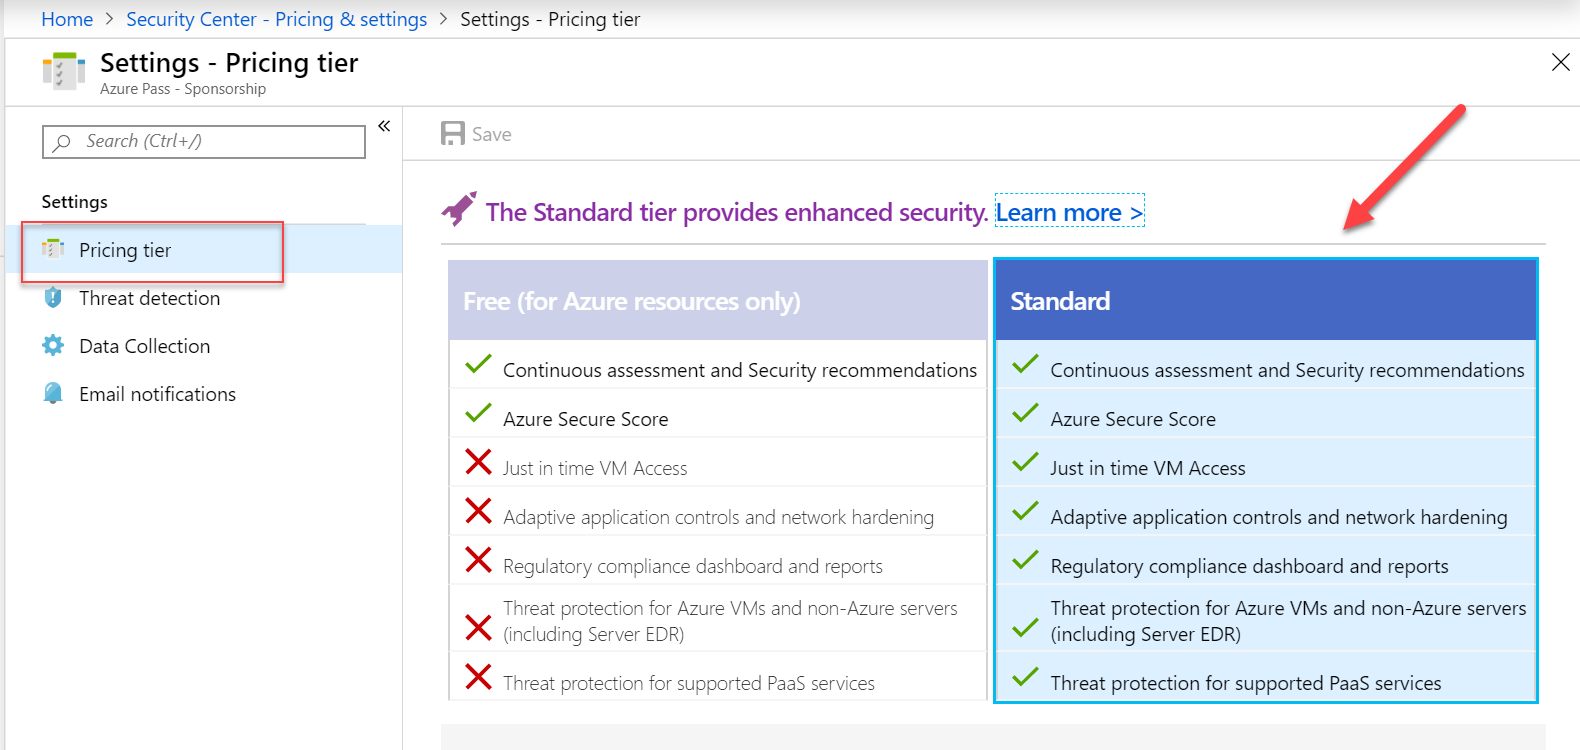 Home > Security Center - Pricing & settings > Settings - Pricing tier
Settings - Pricing tier
Azure Pass - Sponsorship
Search (Ctrl+/)
«
Save
Settings
Pricing tier
Threat detection
Data Collection
Email notifications
The Standard tier provides enhanced security. Learn more >
Free (for Azure resources only)
Continuous assessment and Security recommendations
Azure Secure Score
Just in time VM Access
Adaptive application controls and network hardening
Regulatory compliance dashboard and reports
Threat protection for Azure VMs and non-Azure servers
(including Server EDR)
Threat protection for supported PaaS services
Standard
Continuous assessment and Security recommendations
Azure Secure Score
Just in time VM Access
Adaptive application controls and network hardening
Regulatory compliance dashboard and reports
Threat protection for Azure VMs and non-Azure servers
(including Server EDR)
Threat protection for supported PaaS services